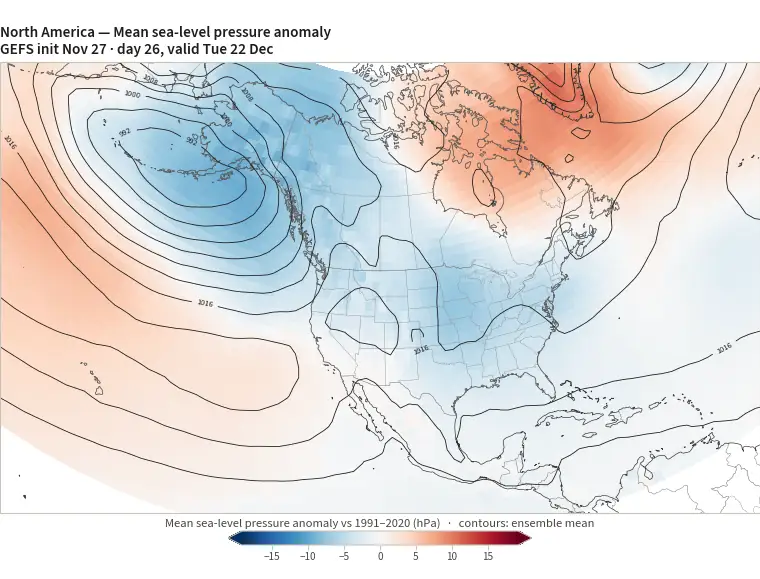 North America — Mean sea-level pressure anomaly
GEFS init Nov 27 · day 26, valid Tue 22 Dec
1008
1000
1008
992
1016
1016
1016
1016
1016
Mean sea-level pressure anomaly vs 1991–2020 (hPa) · contours: ensemble mean
−15 −10 −5 0 5 10 15